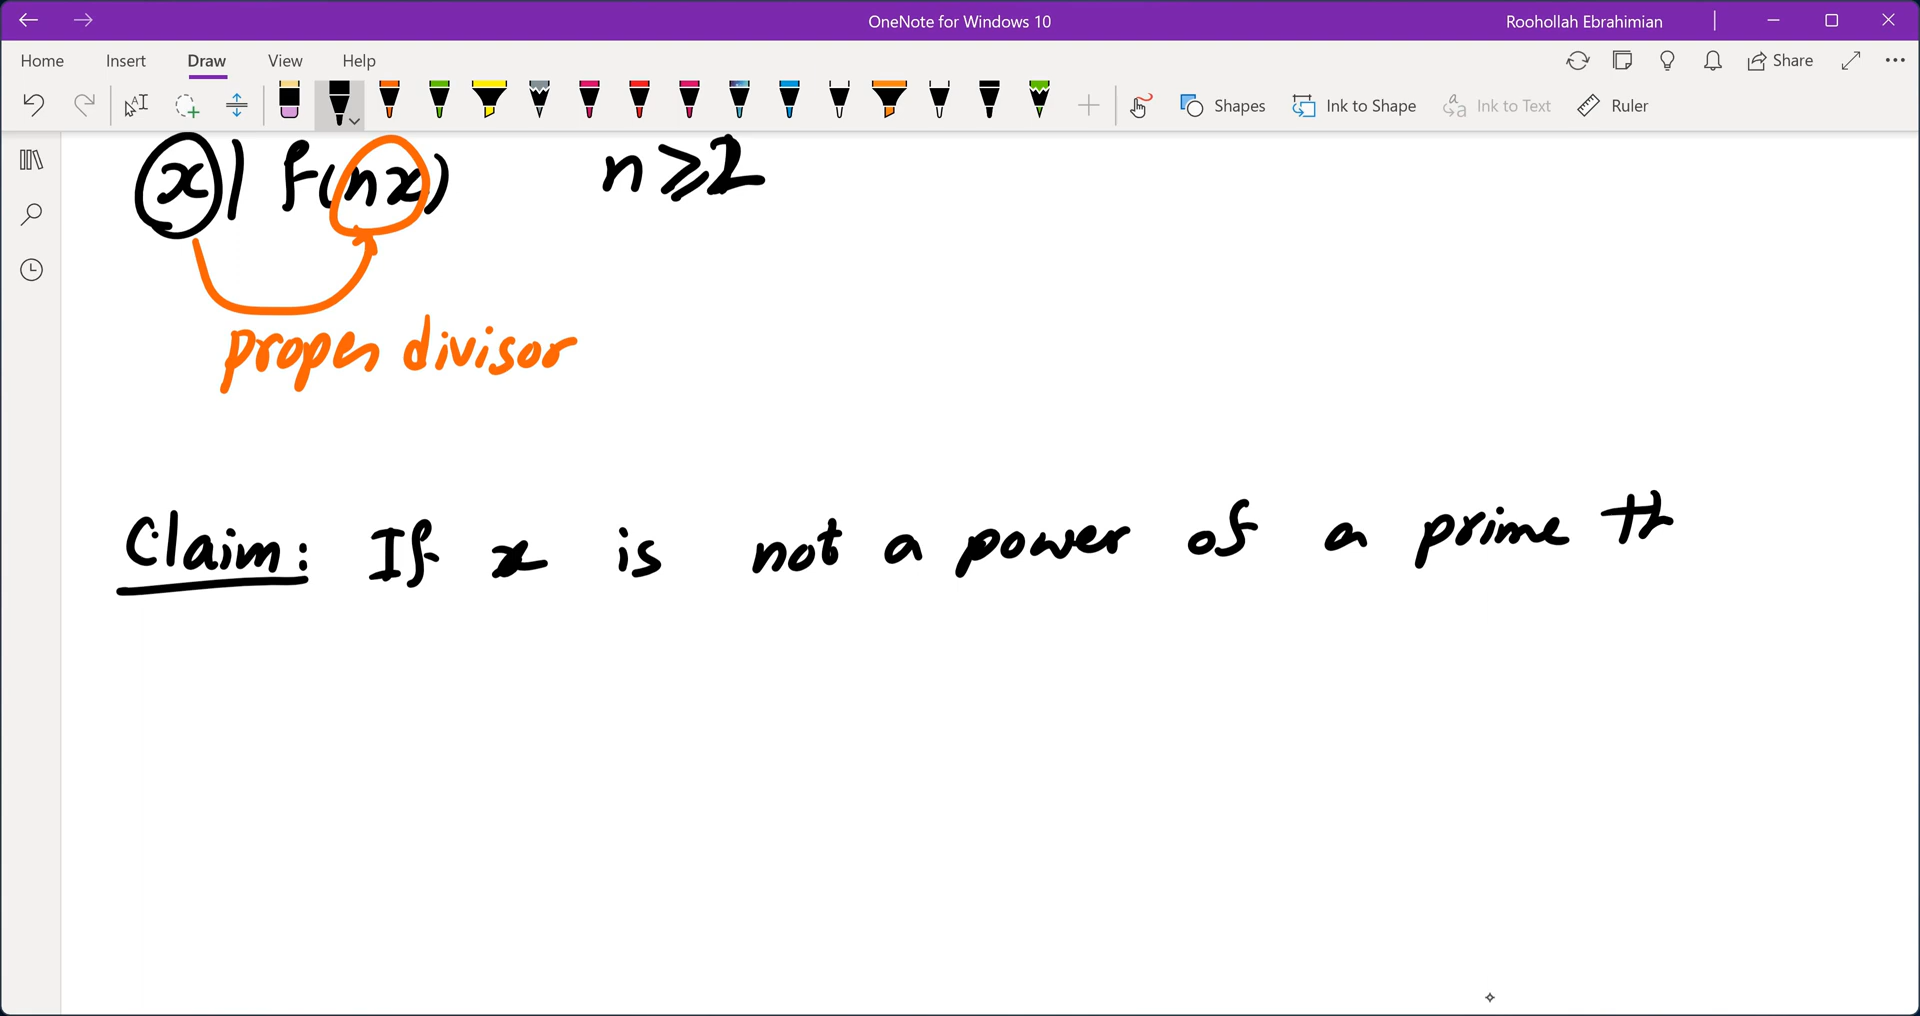 OneNote for Windows 10 Roohollah Ebrahimian
Home Insert Draw View Help Share
Shapes Ink to Shape Ink to Text Ruler
x | f(nx) n ⩾ 2
proper divisor
Claim: If x is not a power of a prime th